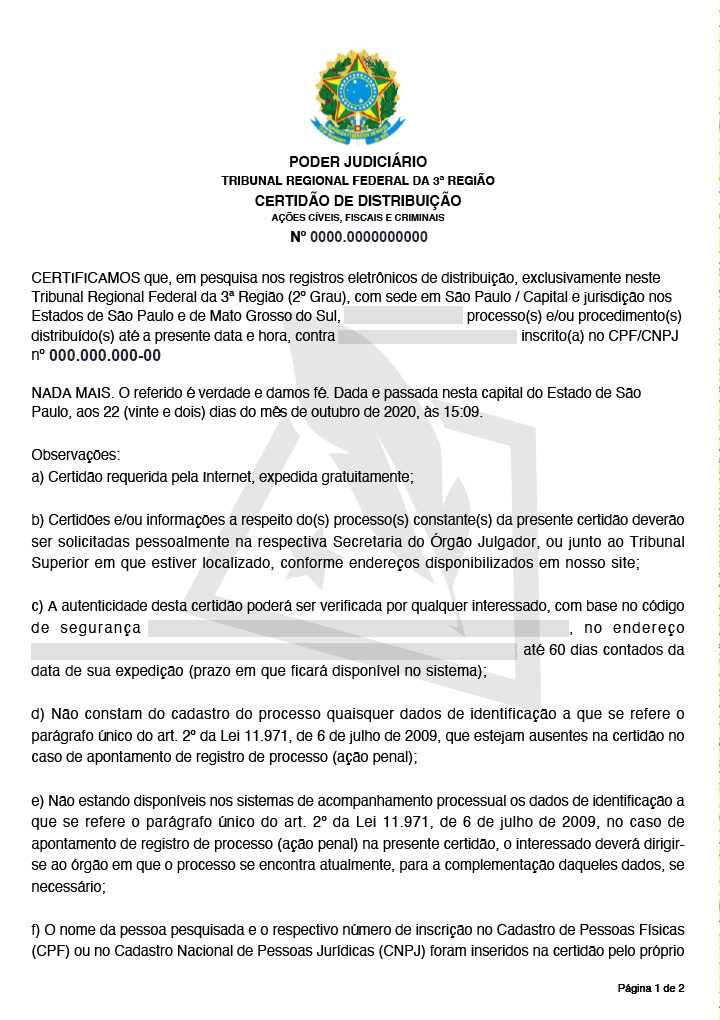 PODER JUDICIÁRIO
TRIBUNAL REGIONAL FEDERAL DA 3ª REGIÃO
CERTIDÃO DE DISTRIBUIÇÃO
AÇÕES CÍVEIS, FISCAIS E CRIMINAIS
Nº 0000.0000000000
CERTIFICAMOS que, em pesquisa nos registros eletrônicos de distribuição, exclusivamente neste
Tribunal Regional Federal da 3ª Região (2º Grau), com sede em São Paulo / Capital e jurisdição nos
Estados de São Paulo e de Mato Grosso do Sul, processo(s) e/ou procedimento(s)
distribuído(s) até a presente data e hora, contra inscrito(a) no CPF/CNPJ
nº 000.000.000-00
NADA MAIS. O referido é verdade e damos fé. Dada e passada nesta capital do Estado de São
Paulo, aos 22 (vinte e dois) dias do mês de outubro de 2020, às 15:09.
Observações:
a) Certidão requerida pela Internet, expedida gratuitamente;
b) Certidões e/ou informações a respeito do(s) processo(s) constante(s) da presente certidão deverão
ser solicitadas pessoalmente na respectiva Secretaria do Órgão Julgador, ou junto ao Tribunal
Superior em que estiver localizado, conforme endereços disponibilizados em nosso site;
c) A autenticidade desta certidão poderá ser verificada por qualquer interessado, com base no código
de segurança , no endereço
até 60 dias contados da
data de sua expedição (prazo em que ficará disponível no sistema);
d) Não constam do cadastro do processo quaisquer dados de identificação a que se refere o
parágrafo único do art. 2º da Lei 11.971, de 6 de julho de 2009, que estejam ausentes na certidão no
caso de apontamento de registro de processo (ação penal);
e) Não estando disponíveis nos sistemas de acompanhamento processual os dados de identificação a
que se refere o parágrafo único do art. 2º da Lei 11.971, de 6 de julho de 2009, no caso de
apontamento de registro de processo (ação penal) na presente certidão, o interessado deverá dirigir-
se ao órgão em que o processo se encontra atualmente, para a complementação daqueles dados, se
necessário;
f) O nome da pessoa pesquisada e o respectivo número de inscrição no Cadastro de Pessoas Físicas
(CPF) ou no Cadastro Nacional de Pessoas Jurídicas (CNPJ) foram inseridos na certidão pelo próprio
Página 1 de 2